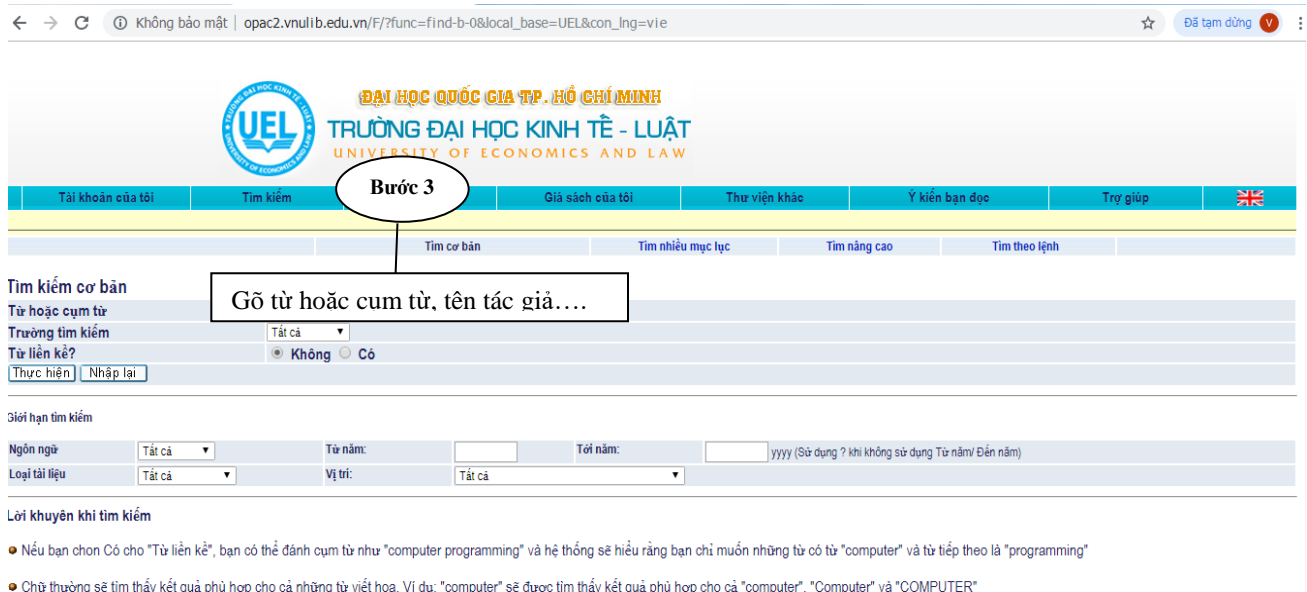 Không bảo mật | opac2.vnulib.edu.vn/F/?func=find-b-0&local_base=UEL&con_lng=vie
Đã tạm dừng V
ĐẠI HỌC KINH TẾ - LUẬT
UEL
UNIVERSITY OF ECONOMICS
ĐẠI HỌC QUỐC GIA TP. HỒ CHÍ MINH
TRƯỜNG ĐẠI HỌC KINH TẾ - LUẬT
UNIVERSITY OF ECONOMICS AND LAW
Bước 3
Tài khoản của tôi Tìm kiếm Giá sách của tôi Thư viện khác Ý kiến bạn đọc Trợ giúp
Tìm cơ bản Tìm nhiều mục lục Tìm nâng cao Tìm theo lệnh
Tìm kiếm cơ bản
Gõ từ hoặc cụm từ, tên tác giả….
Từ hoặc cụm từ
Trường tìm kiếm Tất cả
Từ liền kề? Không Có
Thực hiện Nhập lại
Giới hạn tìm kiếm
Ngôn ngữ Tất cả Từ năm: Tới năm: yyyy (Sử dụng ? khi không sử dụng Từ năm/ Đến năm)
Loại tài liệu Tất cả Vị trí: Tất cả
Lời khuyên khi tìm kiếm
Nếu bạn chon Có cho "Từ liền kề", bạn có thể đánh cụm từ như "computer programming" và hệ thống sẽ hiểu rằng bạn chỉ muốn những từ có từ "computer" và từ tiếp theo là "programming"
Chữ thường sẽ tìm thấy kết quả phù hợp cho cả những từ viết hoa. Ví dụ: "computer" sẽ được tìm thấy kết quả phù hợp cho cả "computer", "Computer" và "COMPUTER"